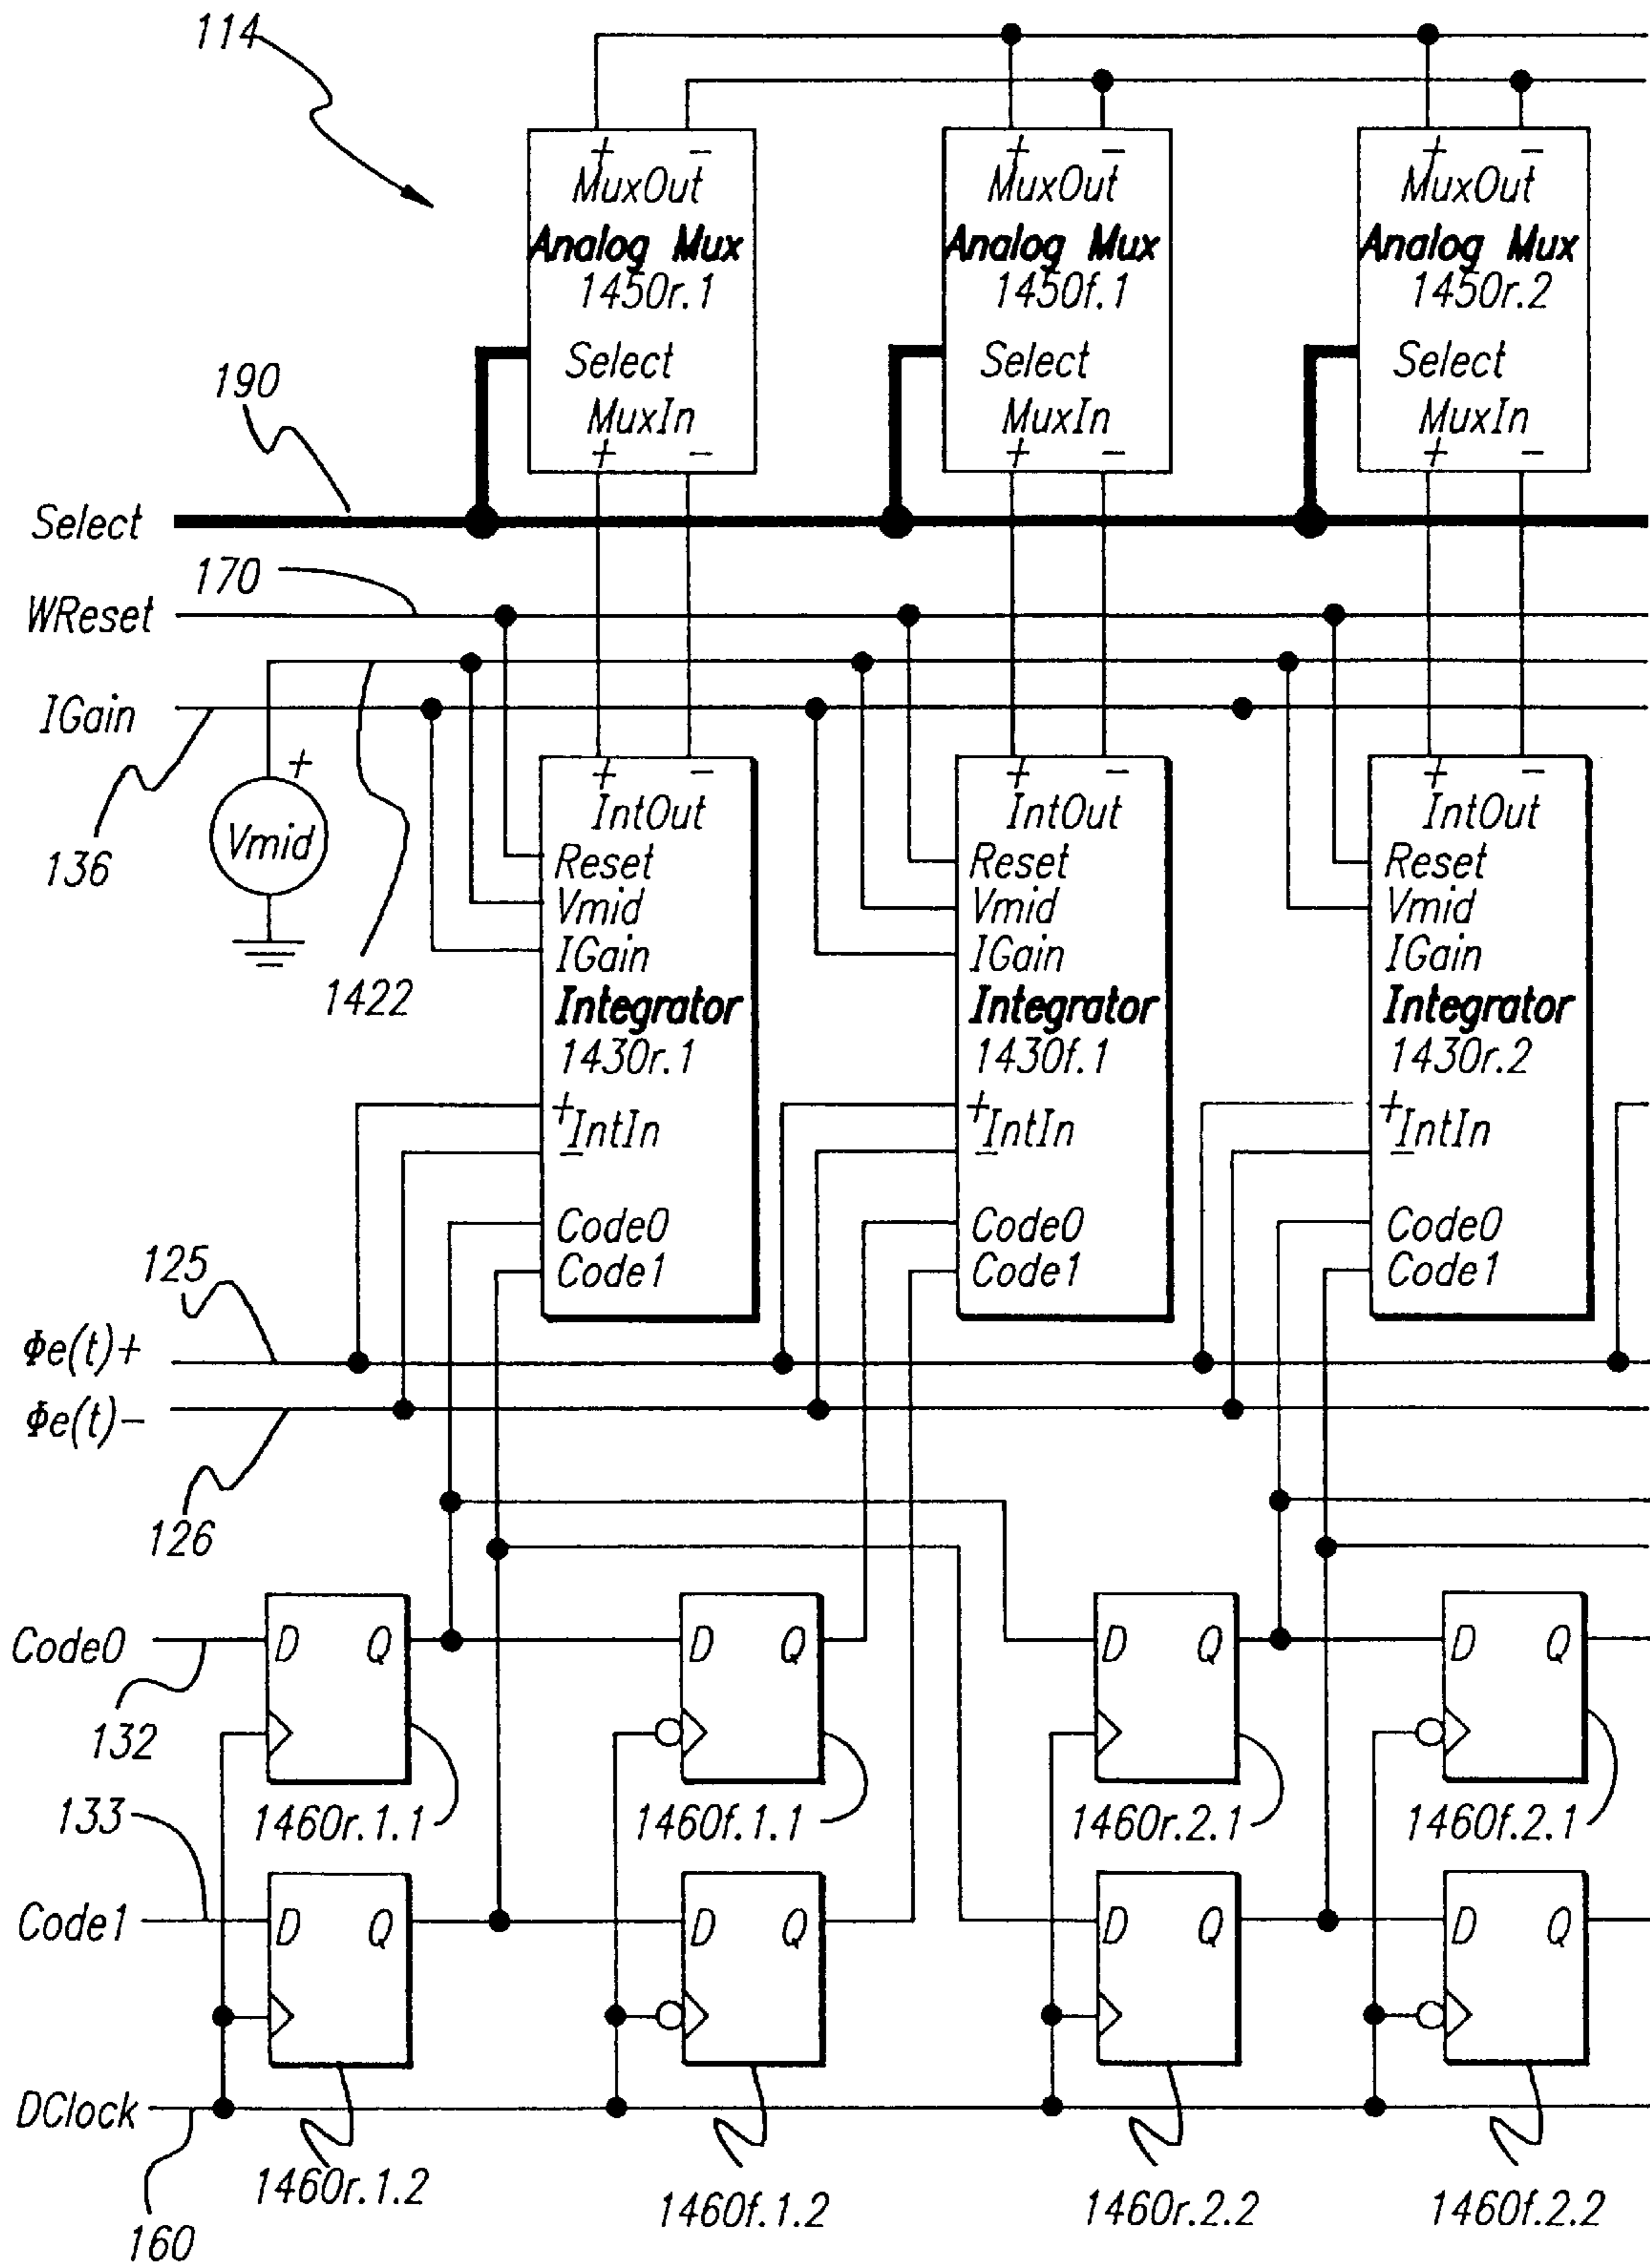 114
+ − + − + −
MuxOut MuxOut MuxOut
Analog Mux Analog Mux Analog Mux
1450r.1 1450f.1 1450r.2
190
Select Select Select
MuxIn MuxIn MuxIn
+ − + − + −
Select
170
WReset
IGain
+
+ − + − + −
IntOut IntOut IntOut
Vmid
136
Reset Reset Reset
Vmid Vmid Vmid
IGain IGain IGain
1422
Integrator Integrator Integrator
1430r.1 1430f.1 1430r.2
+ + +
IntIn IntIn IntIn
− − −
Code0 Code0 Code0
Code1 Code1 Code1
125
Φe(t)+
Φe(t)−
126
Code0
D Q D Q D Q D Q
132
133
1460r.1.1 1460f.1.1 1460r.2.1 1460f.2.1
Code1
D Q D Q D Q D Q
DClock
1460r.1.2 1460f.1.2 1460r.2.2 1460f.2.2
160